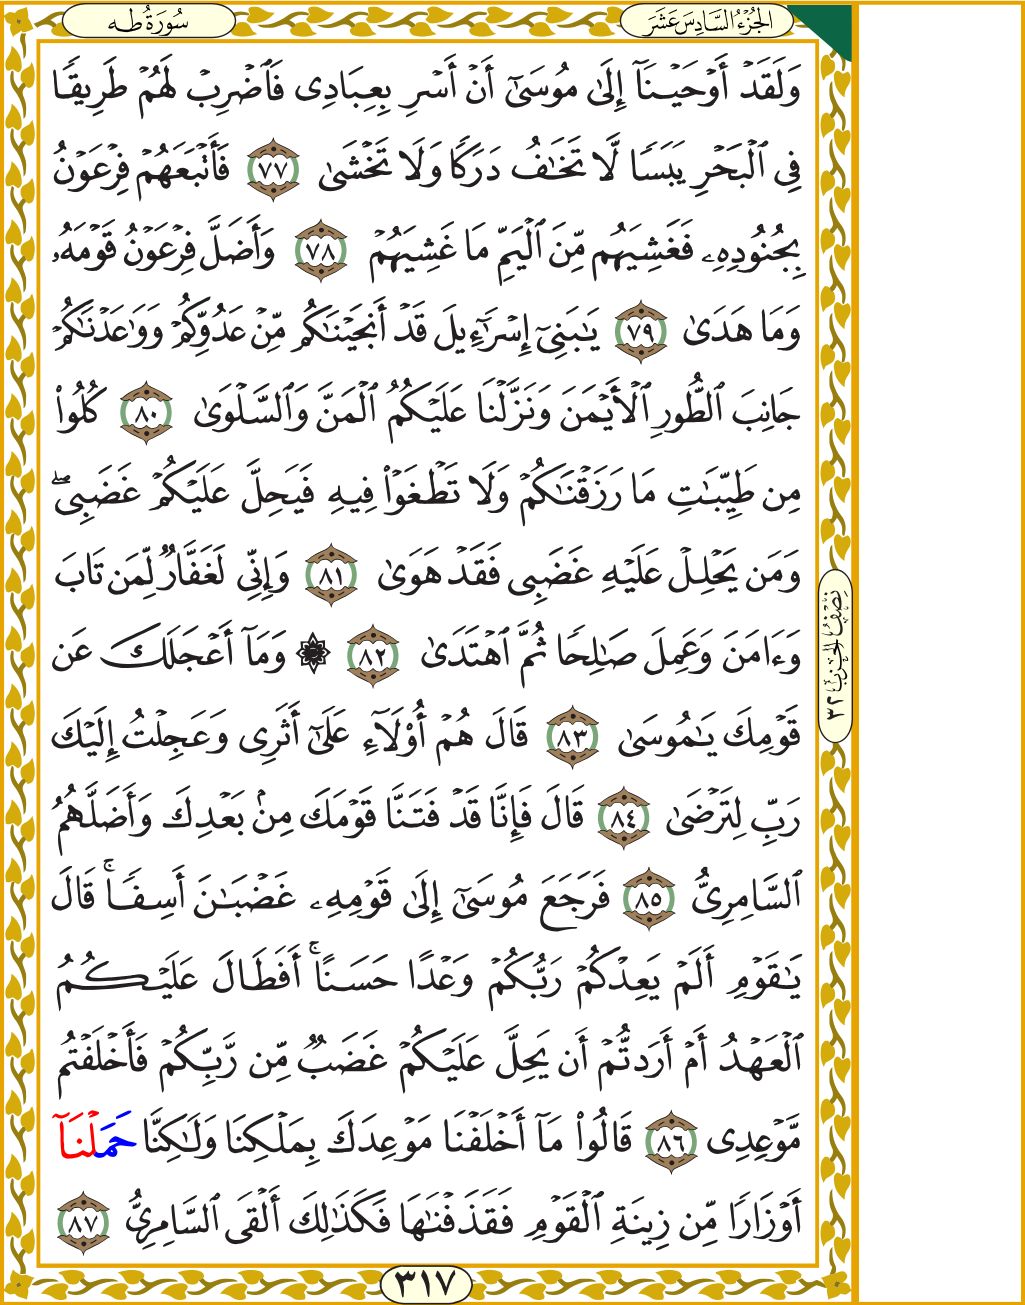 الجُزْءُ السَّادِسَ عَشَرَ
سُورَةُ طه
وَلَقَدْ أَوْحَيْنَآ إِلَىٰ مُوسَىٰٓ أَنْ أَسْرِ بِعِبَادِى فَٱضْرِبْ لَهُمْ طَرِيقًا
فِى ٱلْبَحْرِ يَبَسًا لَّا تَخَـٰفُ دَرَكًا وَلَا تَخْشَىٰ ٧٧ فَأَتْبَعَهُمْ فِرْعَوْنُ
بِجُنُودِهِۦ فَغَشِيَهُم مِّنَ ٱلْيَمِّ مَا غَشِيَهُمْ ٧٨ وَأَضَلَّ فِرْعَوْنُ قَوْمَهُۥ
وَمَا هَدَىٰ ٧٩ يَـٰبَنِىٓ إِسْرَٰٓءِيلَ قَدْ أَنجَيْنَـٰكُم مِّنْ عَدُوِّكُمْ وَوَٰعَدْنَـٰكُمْ
جَانِبَ ٱلطُّورِ ٱلْأَيْمَنَ وَنَزَّلْنَا عَلَيْكُمُ ٱلْمَنَّ وَٱلسَّلْوَىٰ ٨٠ كُلُوا۟
مِن طَيِّبَـٰتِ مَا رَزَقْنَـٰكُمْ وَلَا تَطْغَوْا۟ فِيهِ فَيَحِلَّ عَلَيْكُمْ غَضَبِىۖ
وَمَن يَحْلِلْ عَلَيْهِ غَضَبِى فَقَدْ هَوَىٰ ٨١ وَإِنِّى لَغَفَّارٌ لِّمَن تَابَ
وَءَامَنَ وَعَمِلَ صَـٰلِحًا ثُمَّ ٱهْتَدَىٰ ٨٢ ۞ وَمَآ أَعْجَلَكَ عَن
قَوْمِكَ يَـٰمُوسَىٰ ٨٣ قَالَ هُمْ أُو۟لَآءِ عَلَىٰٓ أَثَرِى وَعَجِلْتُ إِلَيْكَ
رَبِّ لِتَرْضَىٰ ٨٤ قَالَ فَإِنَّا قَدْ فَتَنَّا قَوْمَكَ مِنۢ بَعْدِكَ وَأَضَلَّهُمُ
ٱلسَّامِرِىُّ ٨٥ فَرَجَعَ مُوسَىٰٓ إِلَىٰ قَوْمِهِۦ غَضْبَـٰنَ أَسِفًاۚ قَالَ
يَـٰقَوْمِ أَلَمْ يَعِدْكُمْ رَبُّكُمْ وَعْدًا حَسَنًاۚ أَفَطَالَ عَلَيْكُمُ
ٱلْعَهْدُ أَمْ أَرَدتُّمْ أَن يَحِلَّ عَلَيْكُمْ غَضَبٌ مِّن رَّبِّكُمْ فَأَخْلَفْتُم
مَّوْعِدِى ٨٦ قَالُوا۟ مَآ أَخْلَفْنَا مَوْعِدَكَ بِمَلْكِنَا وَلَـٰكِنَّا حَمَلْنَآ
أَوْزَارًا مِّن زِينَةِ ٱلْقَوْمِ فَقَذَفْنَـٰهَا فَكَذَٰلِكَ أَلْقَى ٱلسَّامِرِىُّ ٨٧
نِصْفُ الحِزْبِ ٣٢
٣١٧